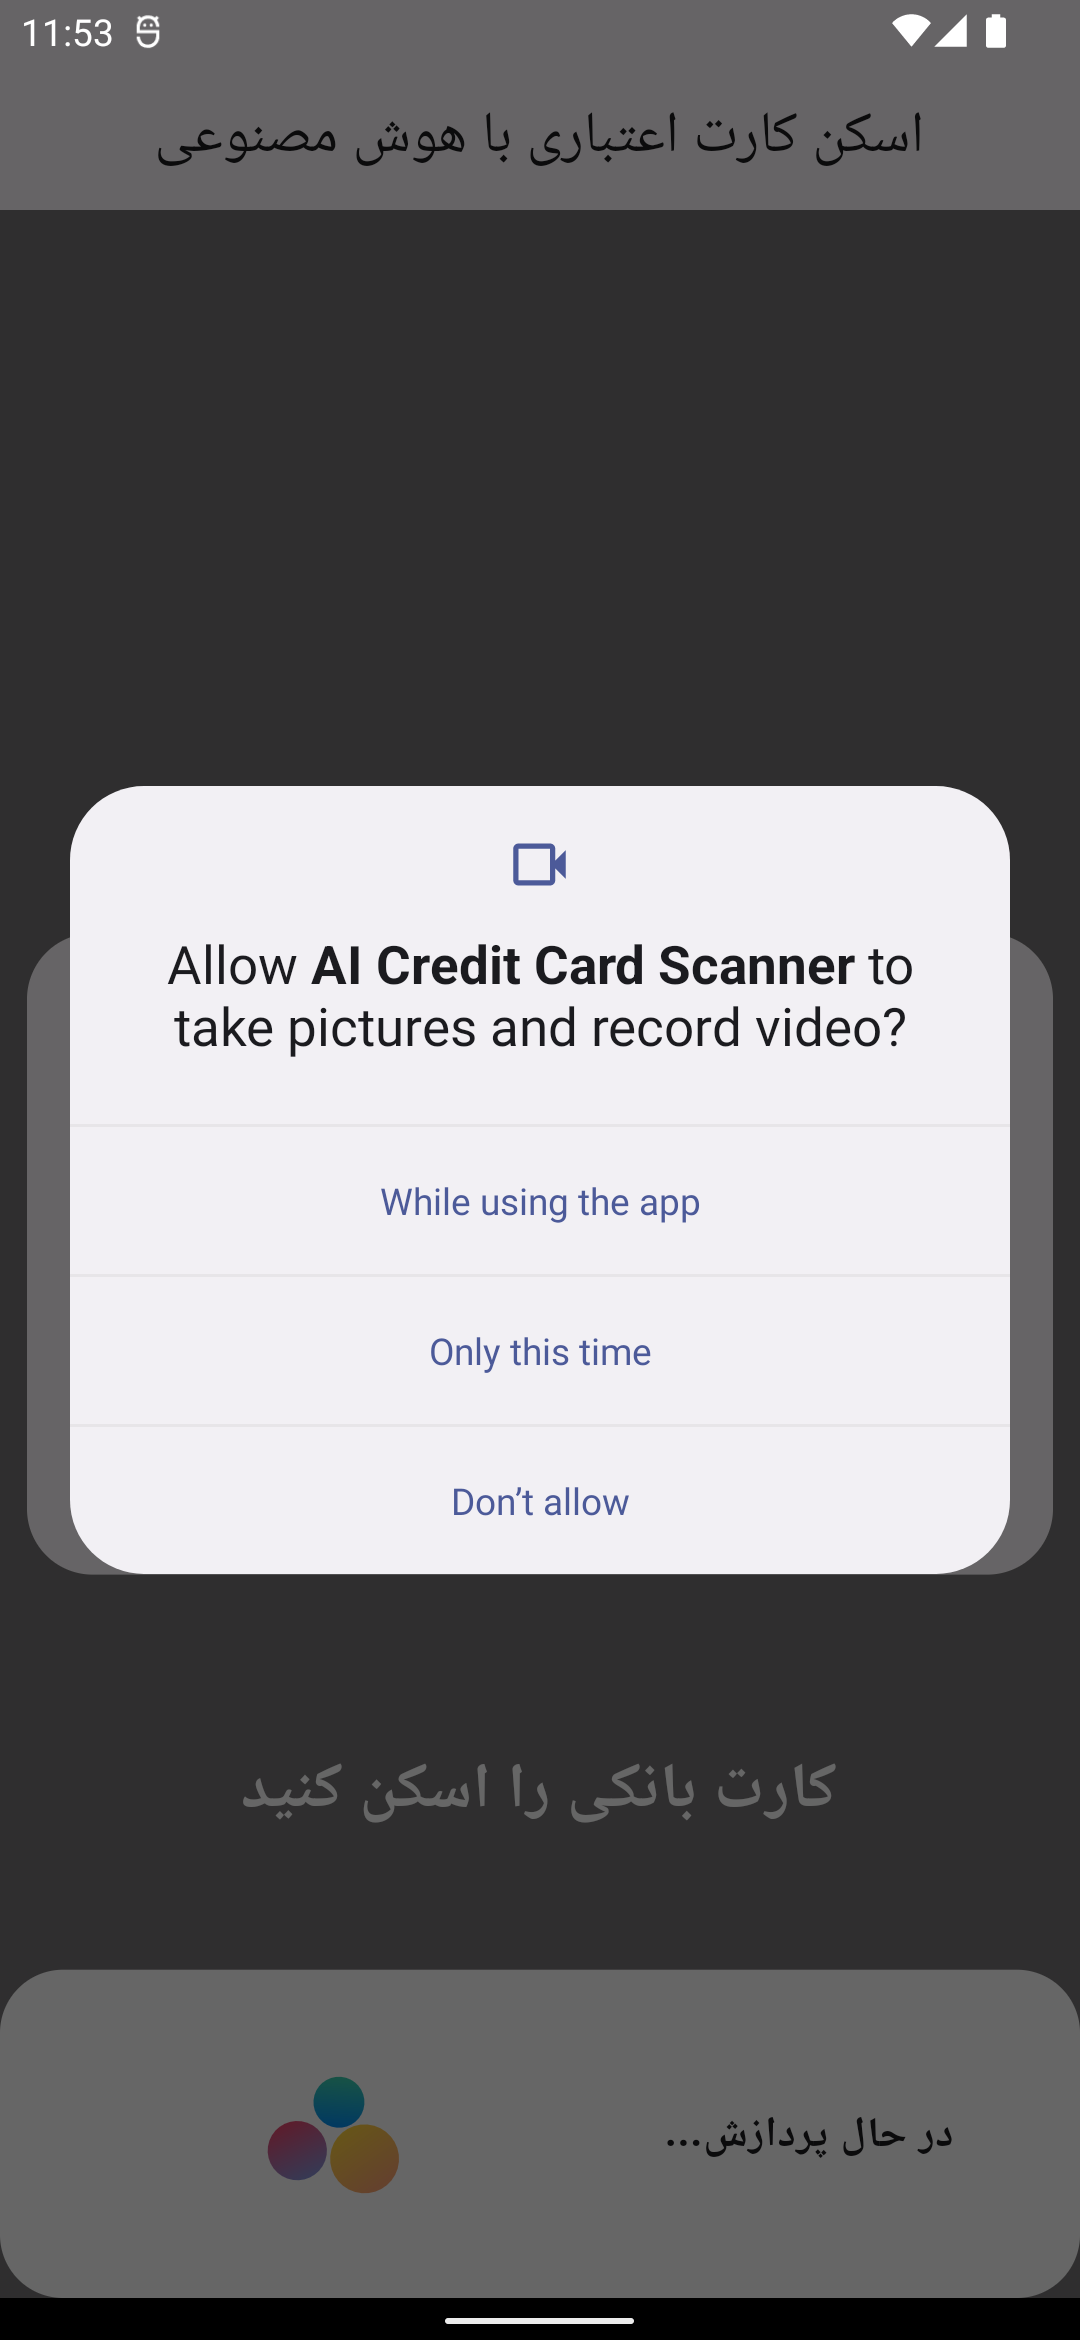 11:53
اسکن کارت اعتباری با هوش مصنوعی
Allow AI Credit Card Scanner to
take pictures and record video?
While using the app
Only this time
Don’t allow
کارت بانکی را اسکن کنید
در حال پردازش...